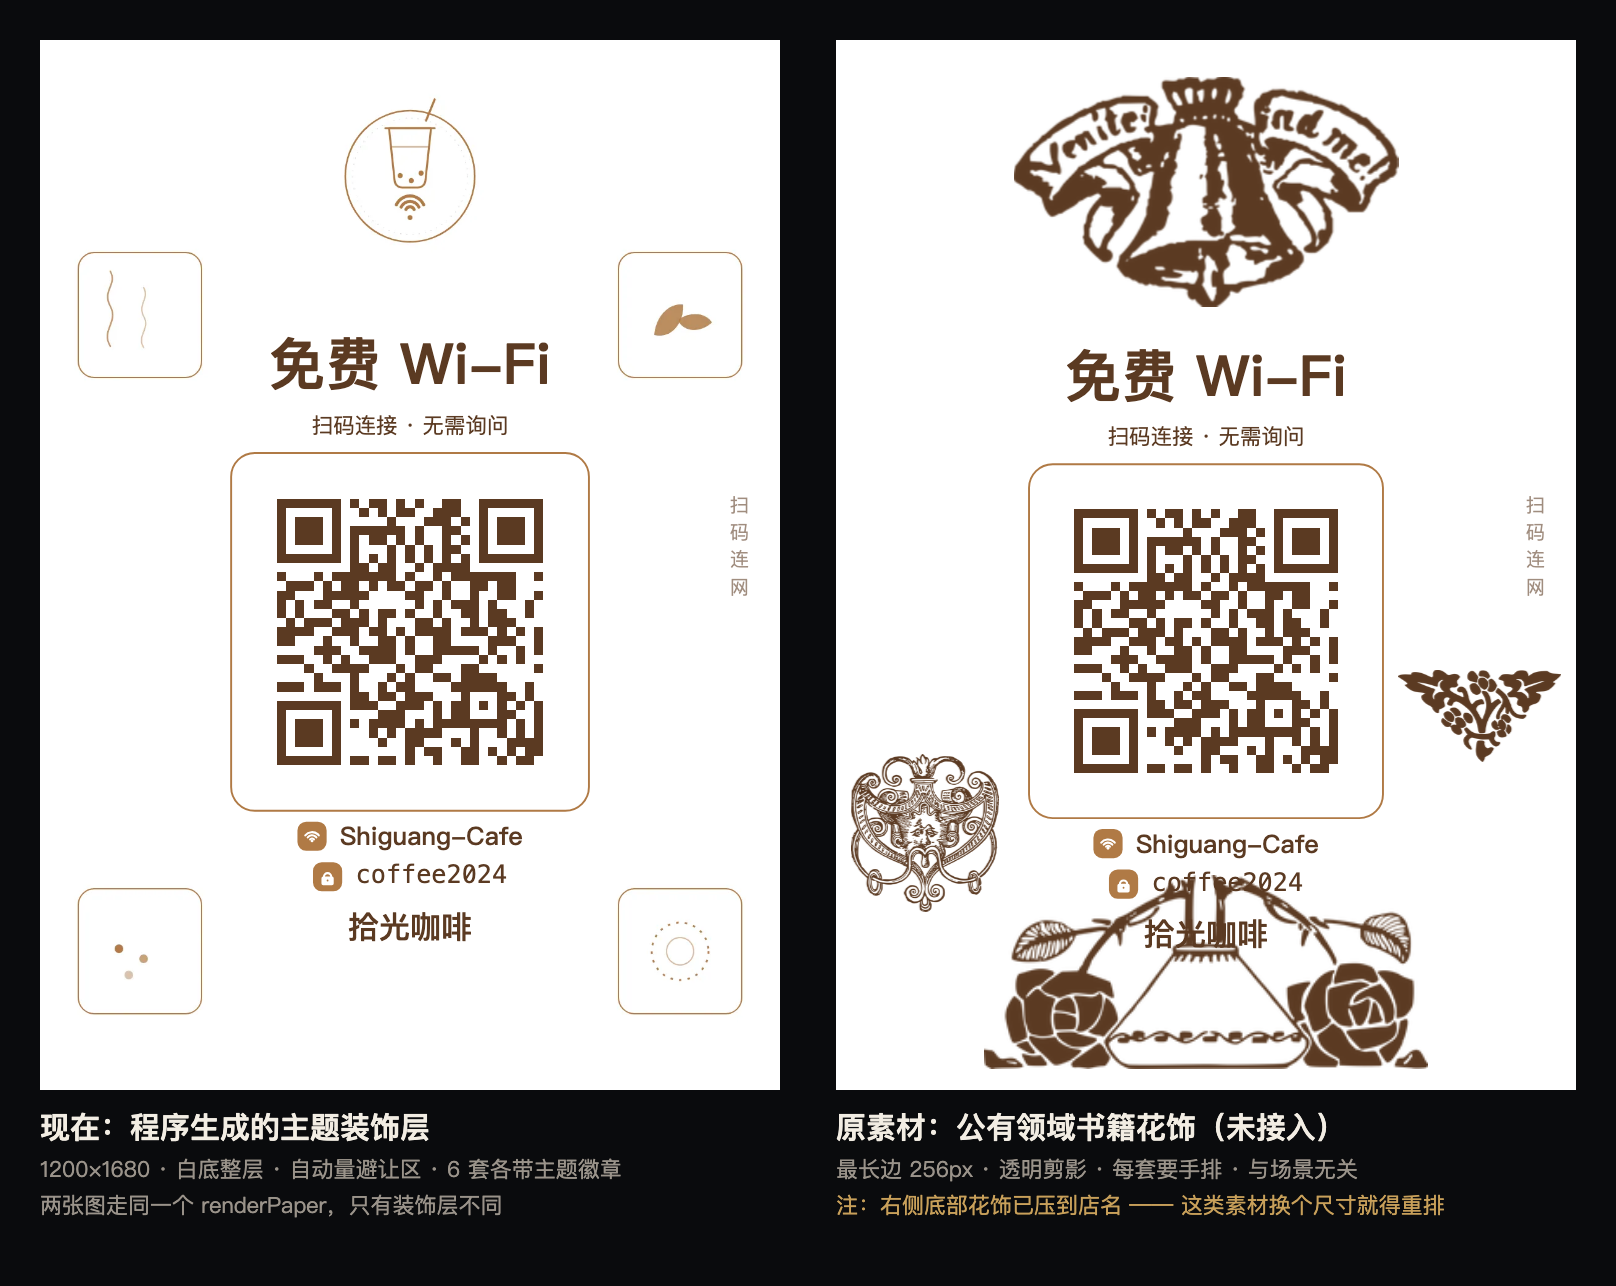 免费 Wi-Fi
扫码连接 · 无需询问
扫码连网
Shiguang-Cafe
coffee2024
拾光咖啡
现在：程序生成的主题装饰层
1200×1680 · 白底整层 · 自动量避让区 · 6 套各带主题徽章
两张图走同一个 renderPaper，只有装饰层不同
Venite!
find me!
免费 Wi-Fi
扫码连接 · 无需询问
扫码连网
Shiguang-Cafe
coffee2024
拾光咖啡
原素材：公有领域书籍花饰（未接入）
最长边 256px · 透明剪影 · 每套要手排 · 与场景无关
注：右侧底部花饰已压到店名 —— 这类素材换个尺寸就得重排